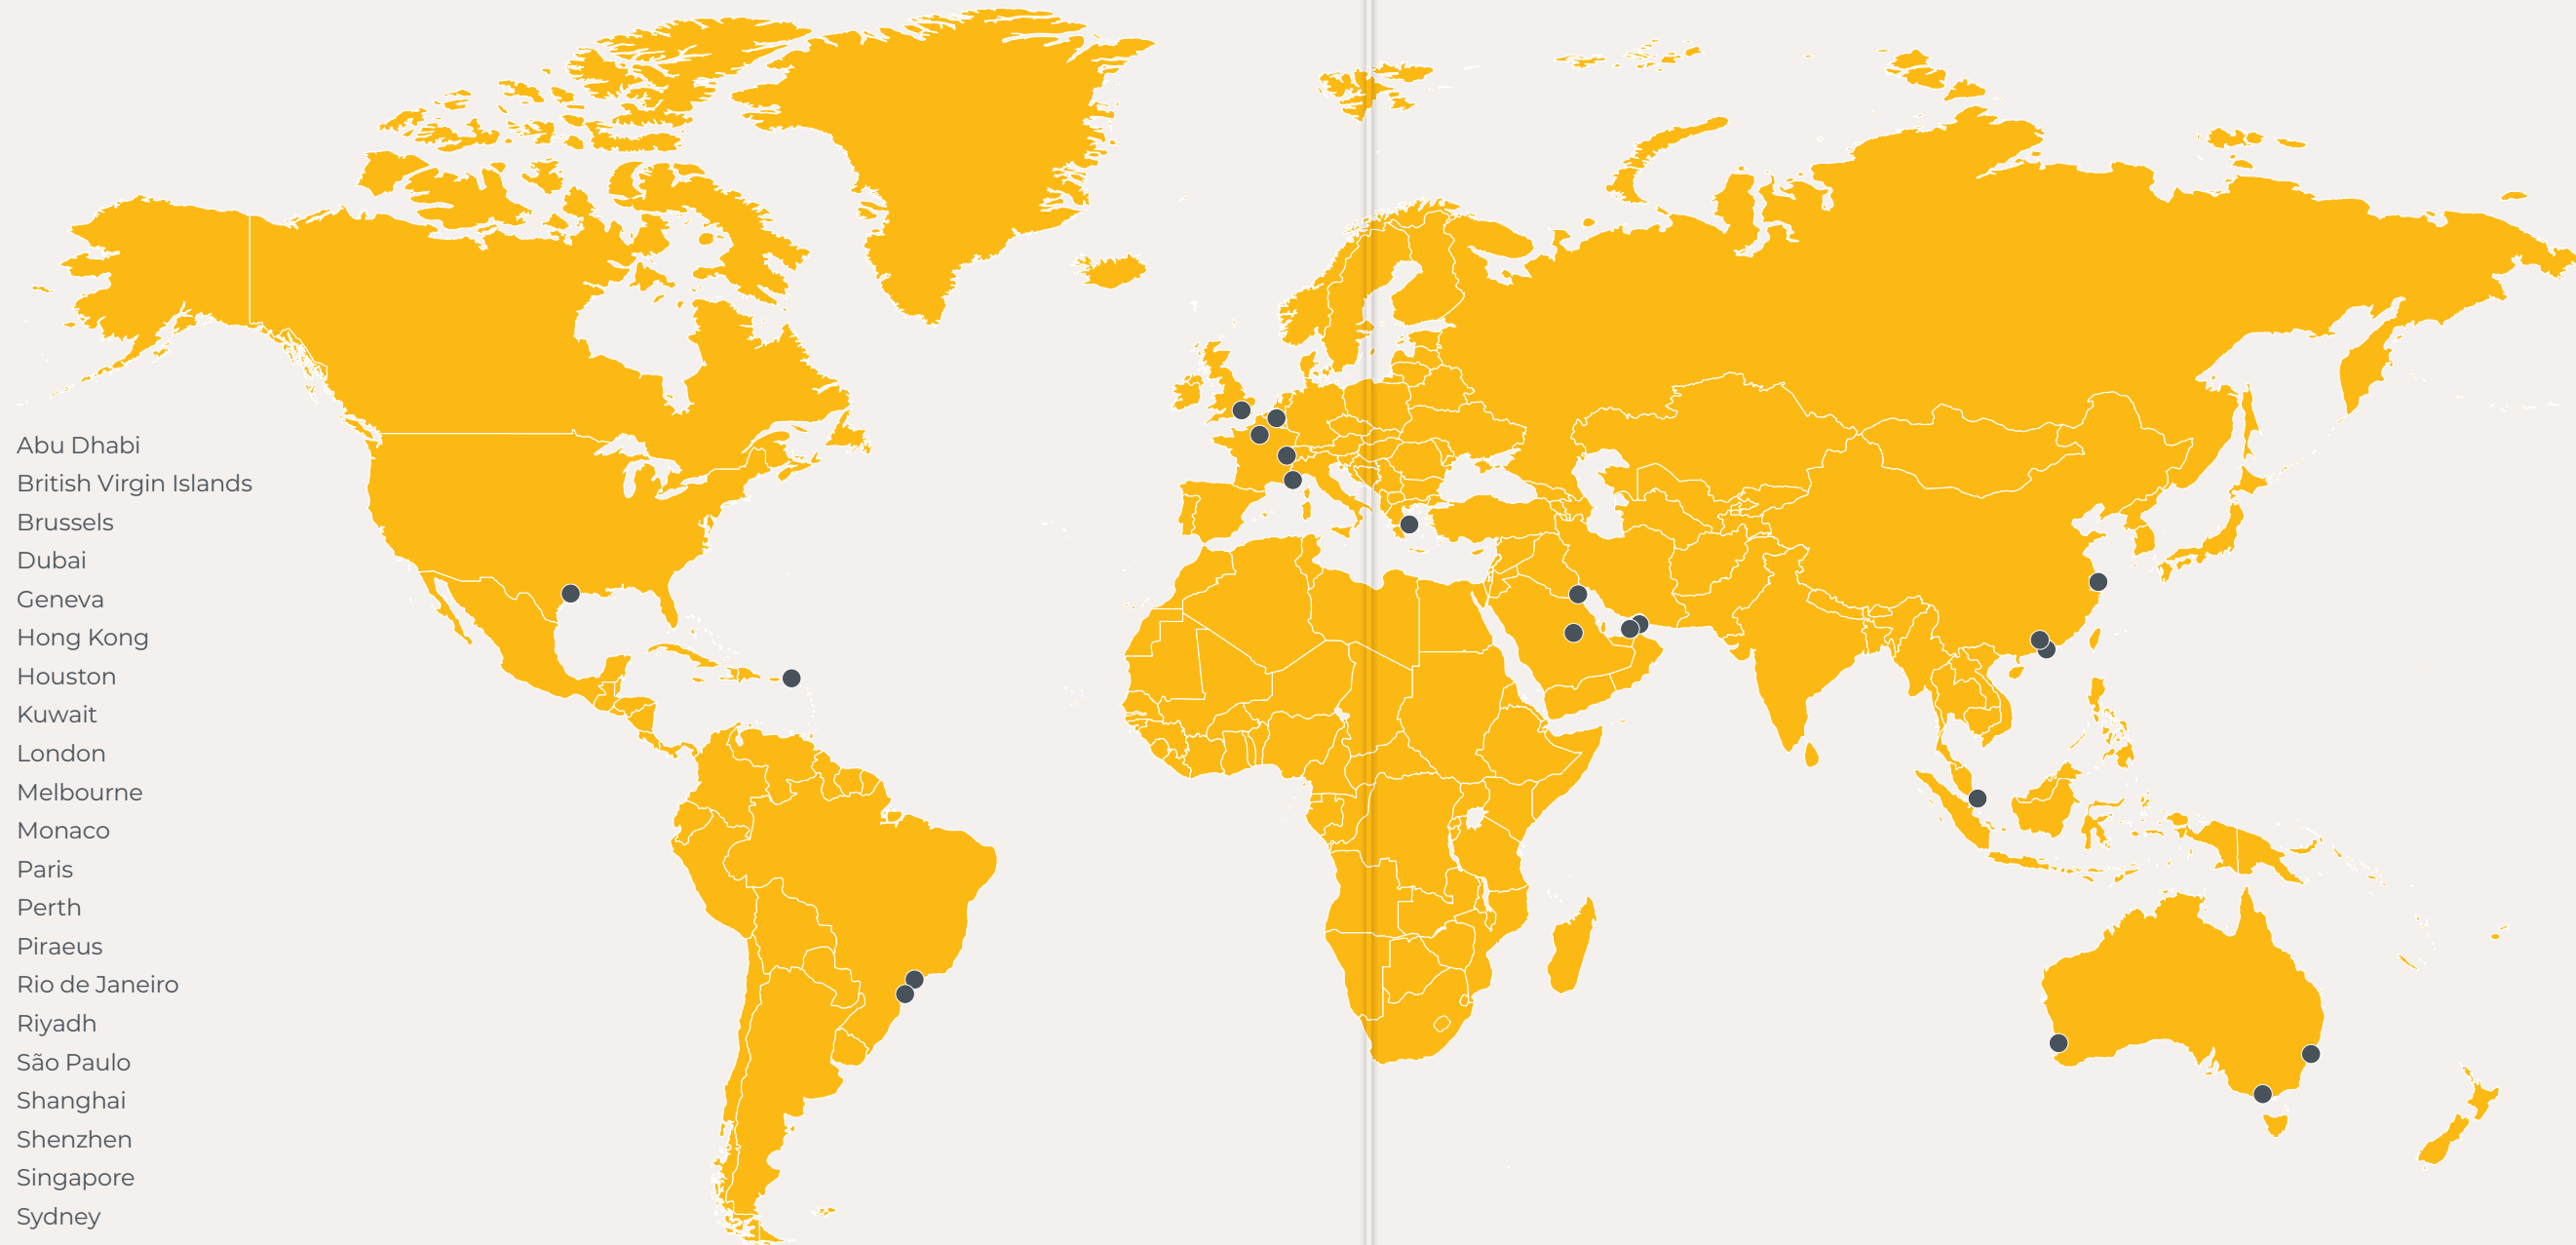 Abu Dhabi
British Virgin Islands
Brussels
Dubai
Geneva
Hong Kong
Houston
Kuwait
London
Melbourne
Monaco
Paris
Perth
Piraeus
Rio de Janeiro
Riyadh
São Paulo
Shanghai
Shenzhen
Singapore
Sydney